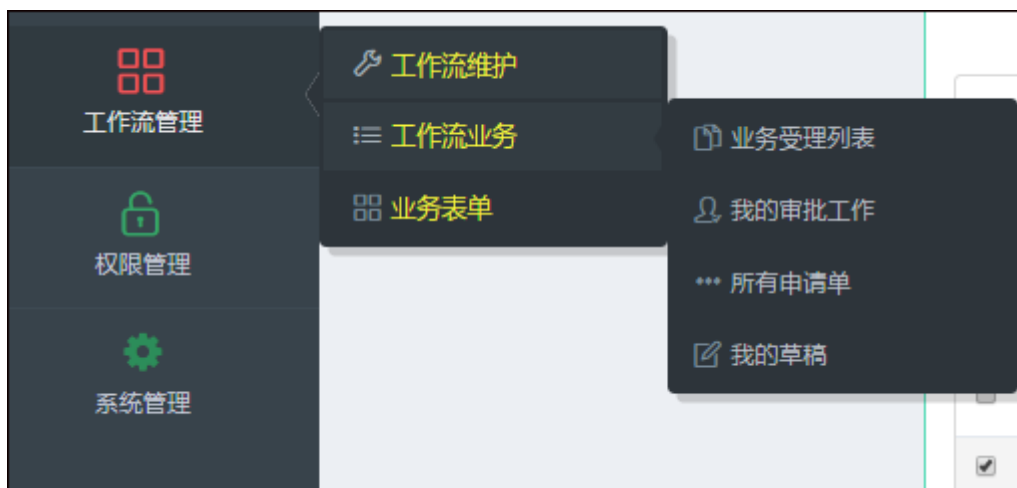 工作流管理
权限管理
系统管理
工作流维护
工作流业务
业务表单
业务受理列表
我的审批工作
所有申请单
我的草稿